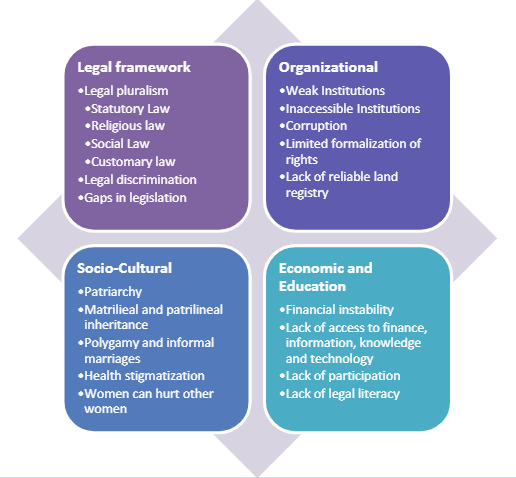 Legal framework
•Legal pluralism
•Statutory Law
•Religious law
•Social Law
•Customary law
•Legal discrimination
•Gaps in legislation
Organizational
•Weak Institutions
•Inaccessible Institutions
•Corruption
•Limited formalization of
rights
•Lack of reliable land
registry
Socio-Cultural
•Patriarchy
•Matrilieal and patrilineal
inheritance
•Polygamy and informal
marriages
•Health stigmatization
•Women can hurt other
women
Economic and
Education
•Financial instability
•Lack of access to finance,
information, knowledge
and technology
•Lack of participation
•Lack of legal literacy